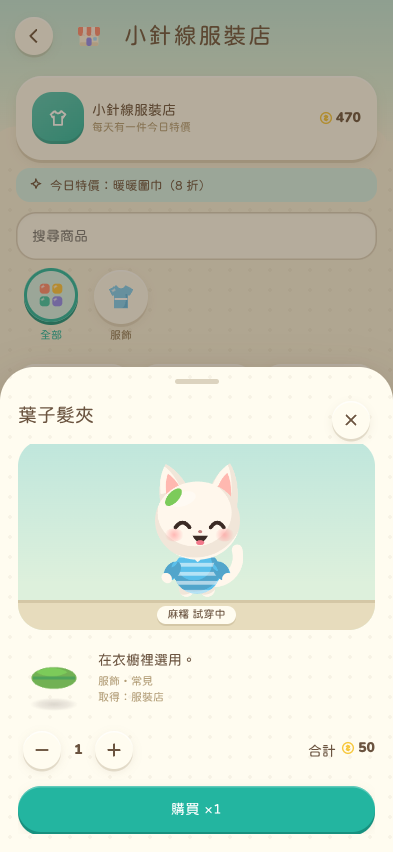 小針線服裝店
小針線服裝店
每天有一件今日特價
470
今日特價：暖暖圍巾（8 折）
搜尋商品
全部
服飾
葉子髮夾
麻糬 試穿中
在衣櫥裡選用。
服飾・常見
取得：服裝店
1
合計 50
購買 ×1